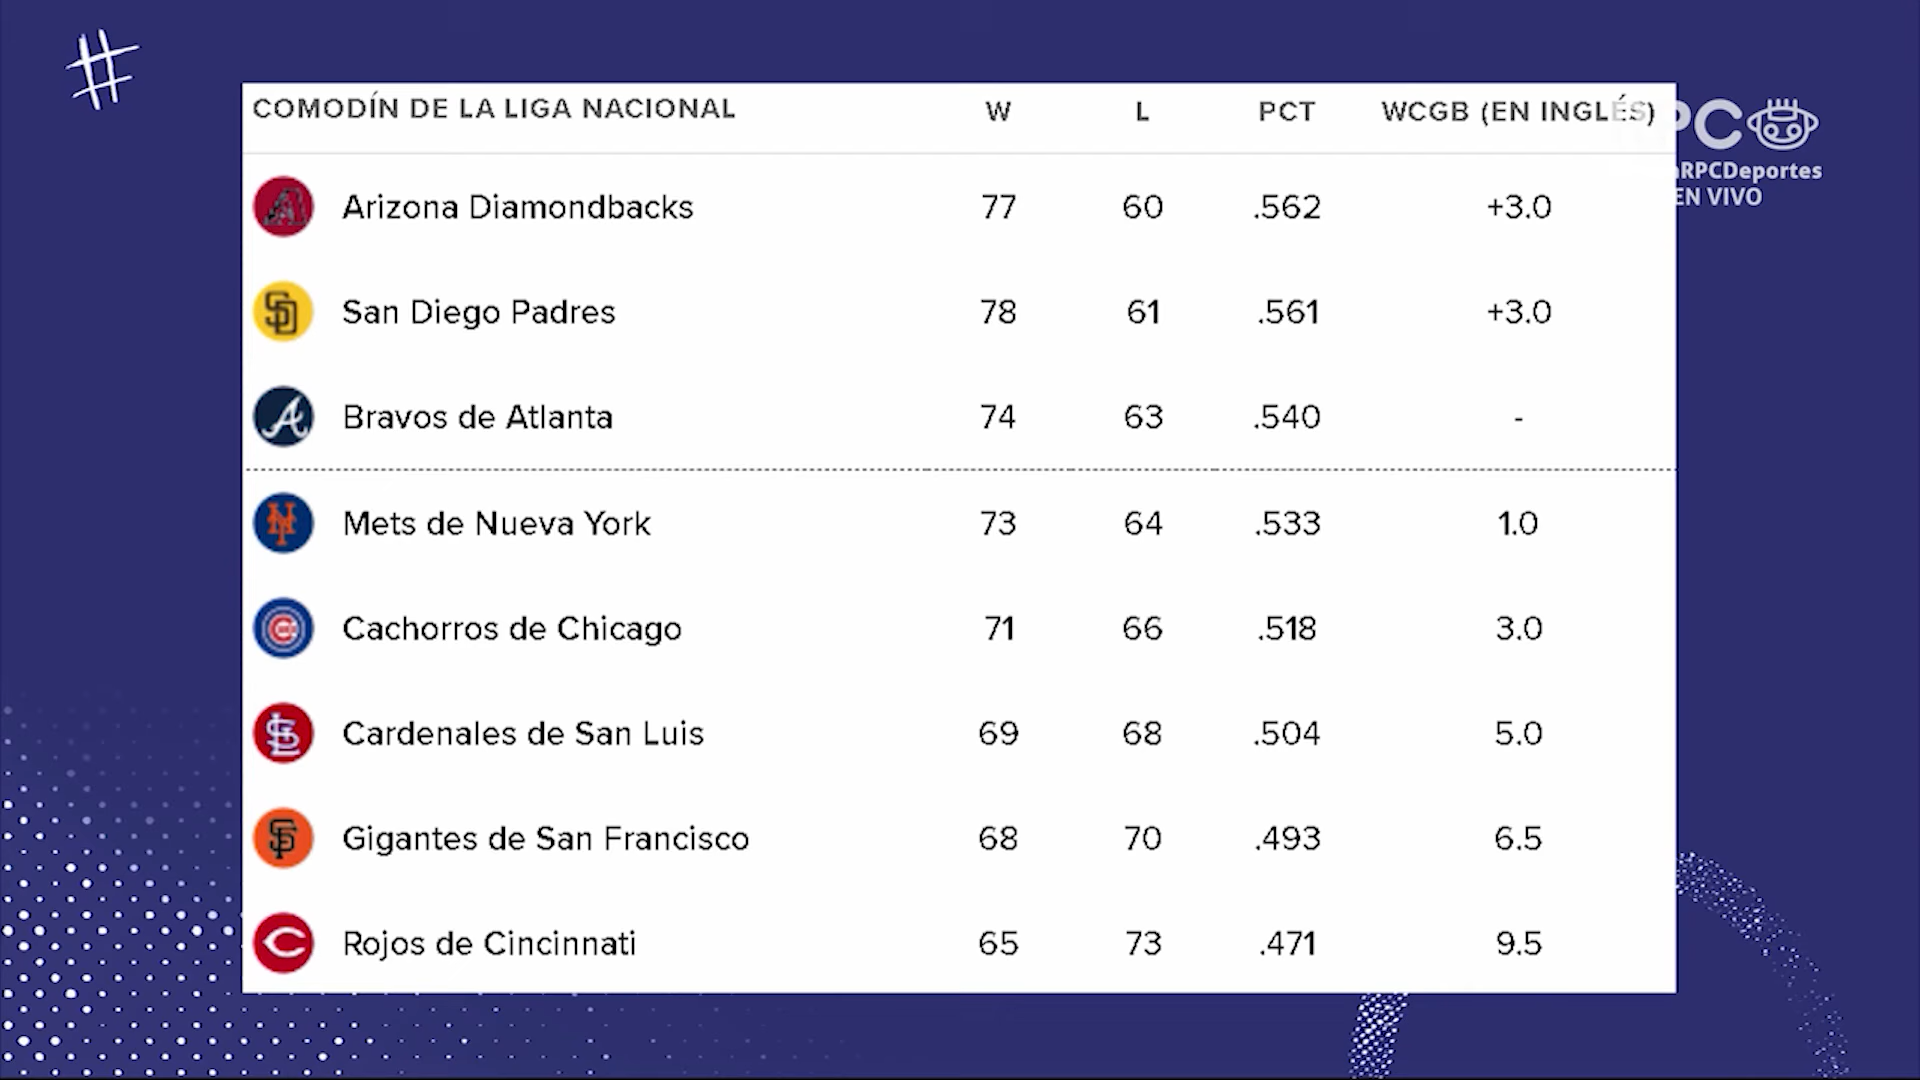 COMODÍN DE LA LIGA NACIONAL W L PCT WCGB (EN INGLÉS)
Arizona Diamondbacks 77 60 .562 +3.0
San Diego Padres 78 61 .561 +3.0
Bravos de Atlanta 74 63 .540 -
Mets de Nueva York 73 64 .533 1.0
Cachorros de Chicago 71 66 .518 3.0
Cardenales de San Luis 69 68 .504 5.0
Gigantes de San Francisco 68 70 .493 6.5
Rojos de Cincinnati 65 73 .471 9.5
#
PC
RPCDeportes
EN VIVO